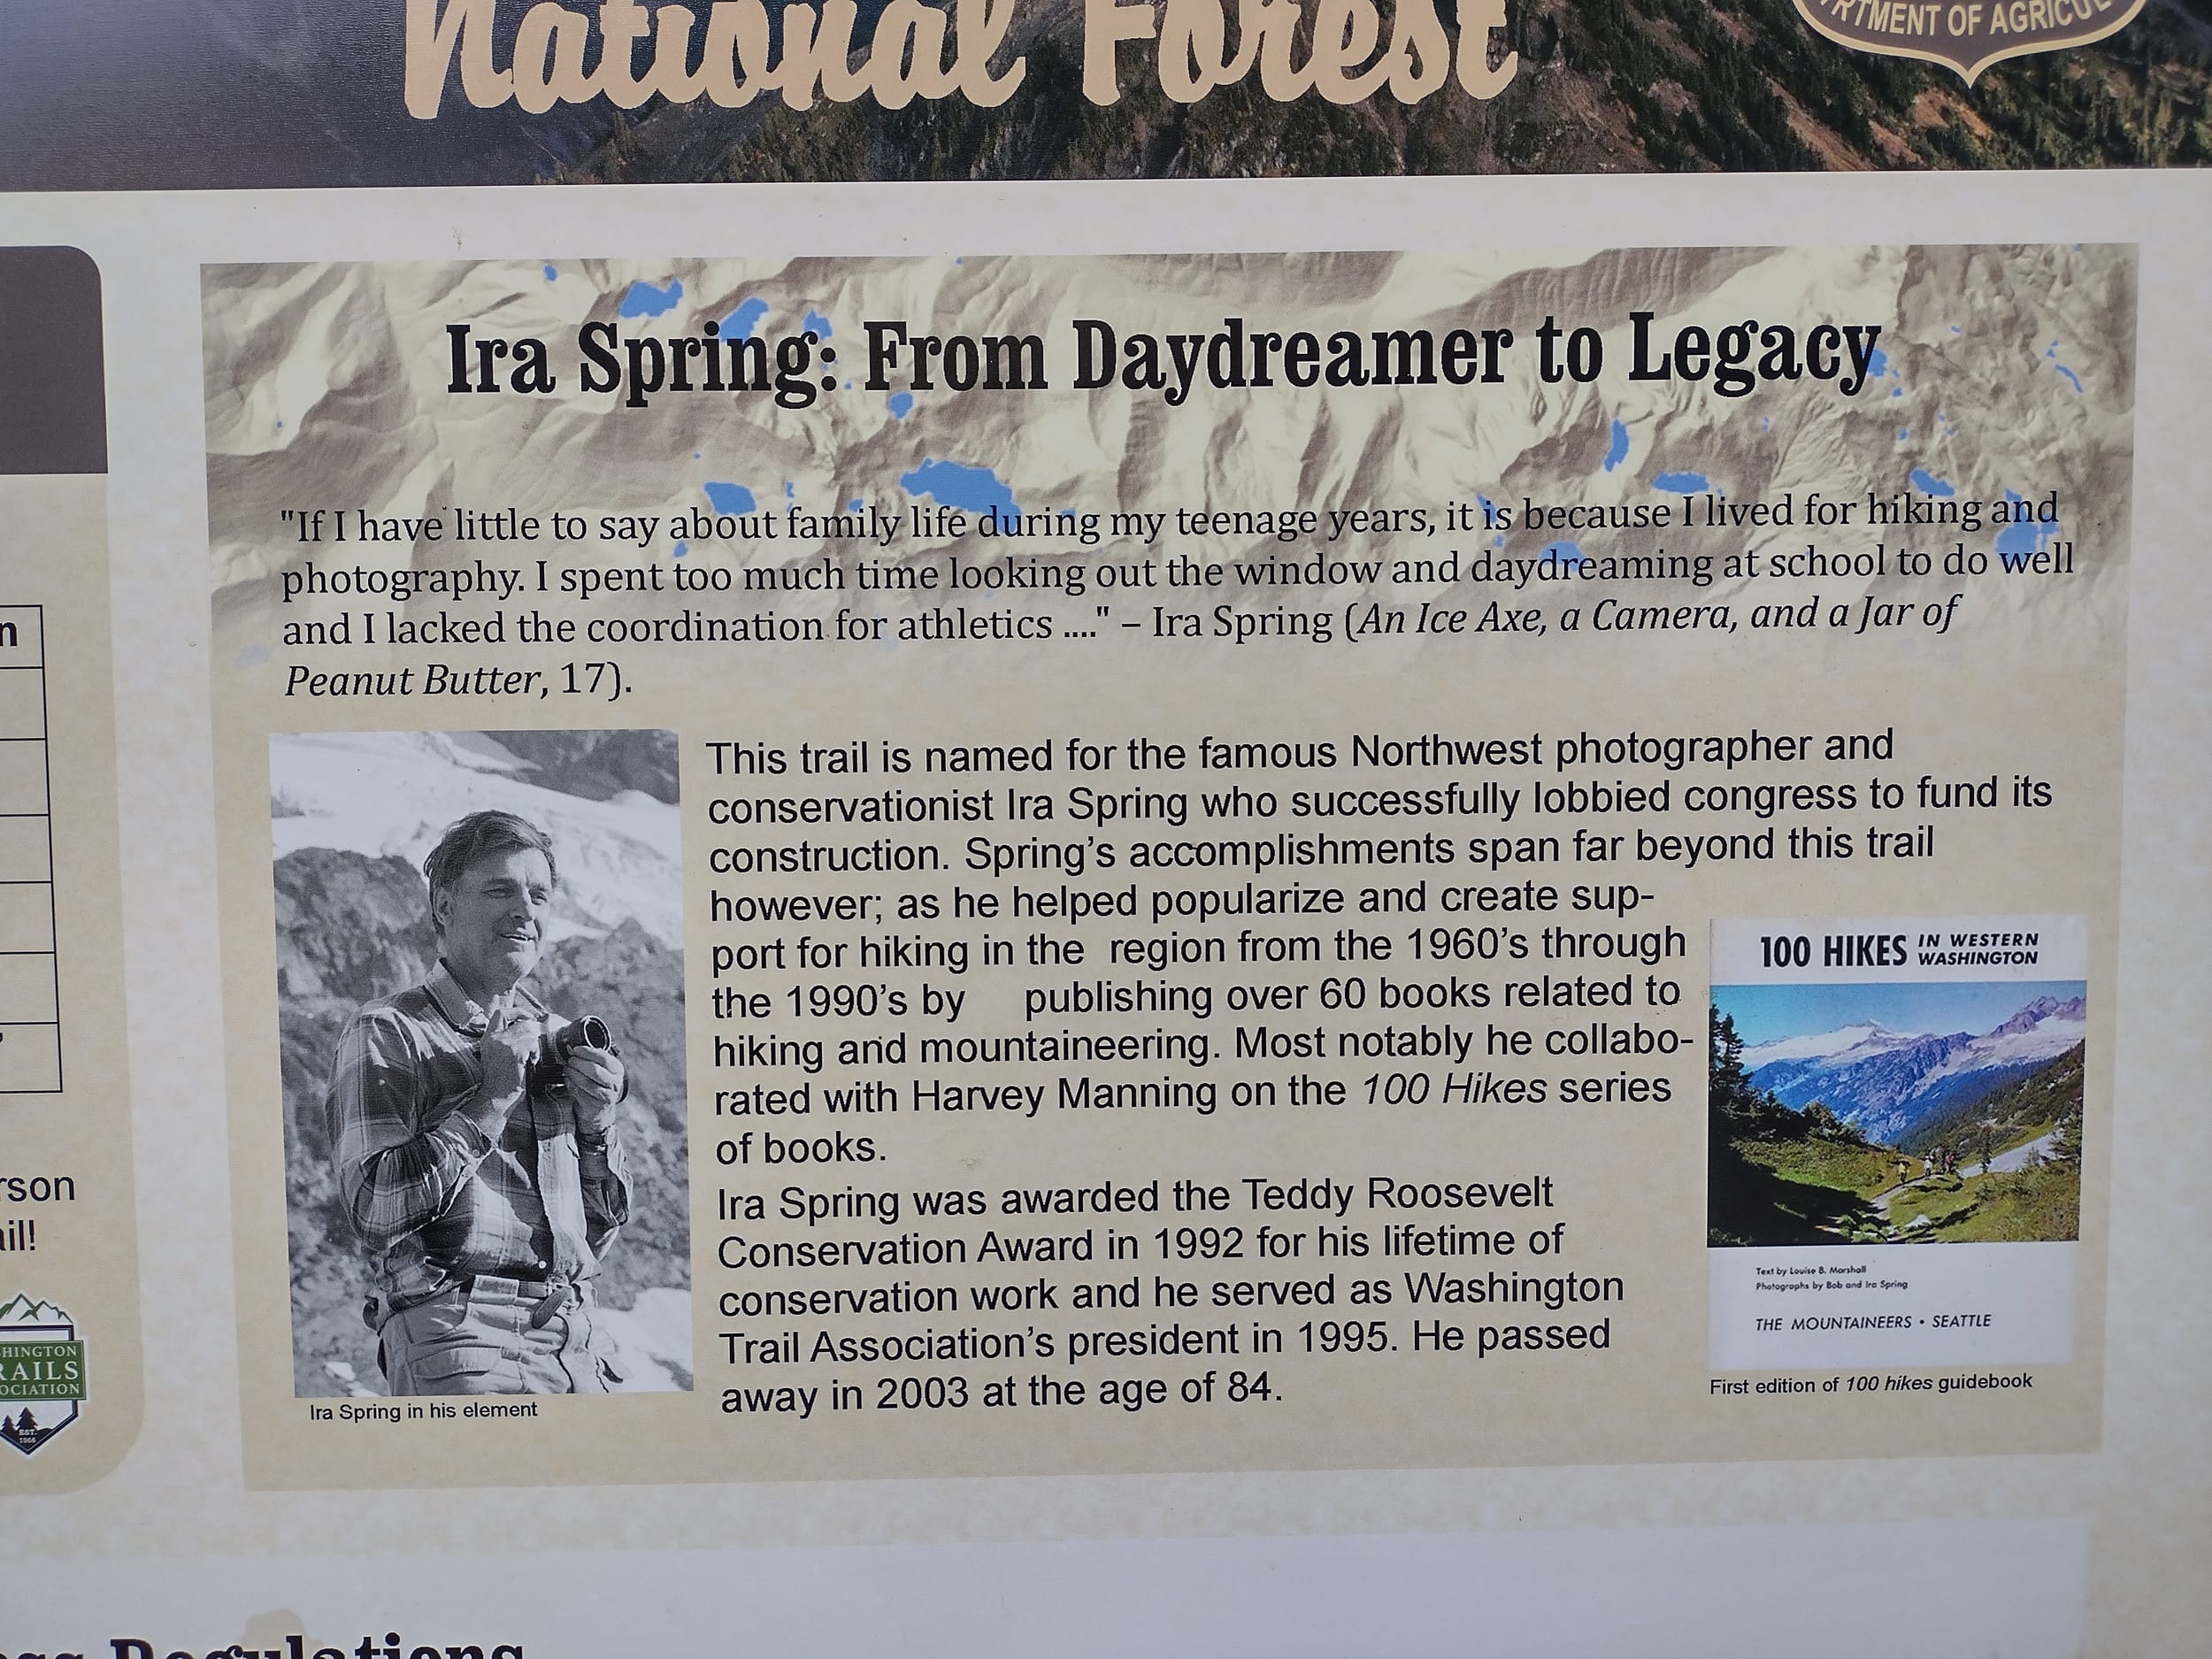 National Forest
MENT OF AGRICU
n
rson
ail!
HINGTON
RAILS
OCIATION
EST.
1966
Ira Spring: From Daydreamer to Legacy
"If I have little to say about family life during my teenage years, it is because I lived for hiking and
photography. I spent too much time looking out the window and daydreaming at school to do well
and I lacked the coordination for athletics ...." – Ira Spring (An Ice Axe, a Camera, and a Jar of
Peanut Butter, 17).
This trail is named for the famous Northwest photographer and
conservationist Ira Spring who successfully lobbied congress to fund its
construction. Spring’s accomplishments span far beyond this trail
however; as he helped popularize and create sup-
port for hiking in the  region from the 1960’s through
the 1990’s by     publishing over 60 books related to
hiking and mountaineering. Most notably he collabo-
rated with Harvey Manning on the 100 Hikes series
of books.
Ira Spring was awarded the Teddy Roosevelt
Conservation Award in 1992 for his lifetime of
conservation work and he served as Washington
Trail Association’s president in 1995. He passed
away in 2003 at the age of 84.
Ira Spring in his element
100 HIKES IN WESTERN
WASHINGTON
Text by Louise B. Marshall
Photographs by Bob and Ira Spring
THE MOUNTAINEERS • SEATTLE
First edition of 100 hikes guidebook
Regulations